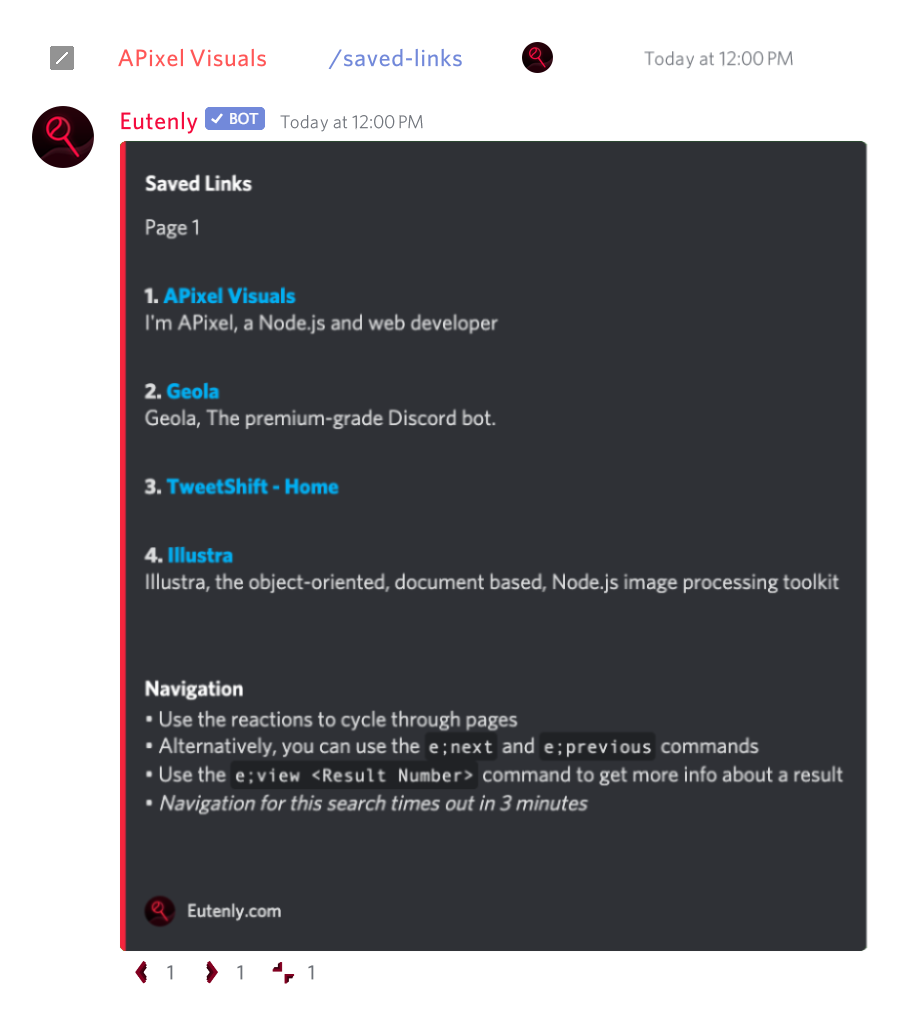 APixel Visuals /saved-links Today at 12:00 PM
Eutenly BOT Today at 12:00 PM
Saved Links
Page 1
1. APixel Visuals
I'm APixel, a Node.js and web developer
2. Geola
Geola, The premium-grade Discord bot.
3. TweetShift - Home
4. Illustra
Illustra, the object-oriented, document based, Node.js image processing toolkit
Navigation
• Use the reactions to cycle through pages
• Alternatively, you can use the e;next and e;previous commands
• Use the e;view <Result Number> command to get more info about a result
• Navigation for this search times out in 3 minutes
Eutenly.com
1 1 1